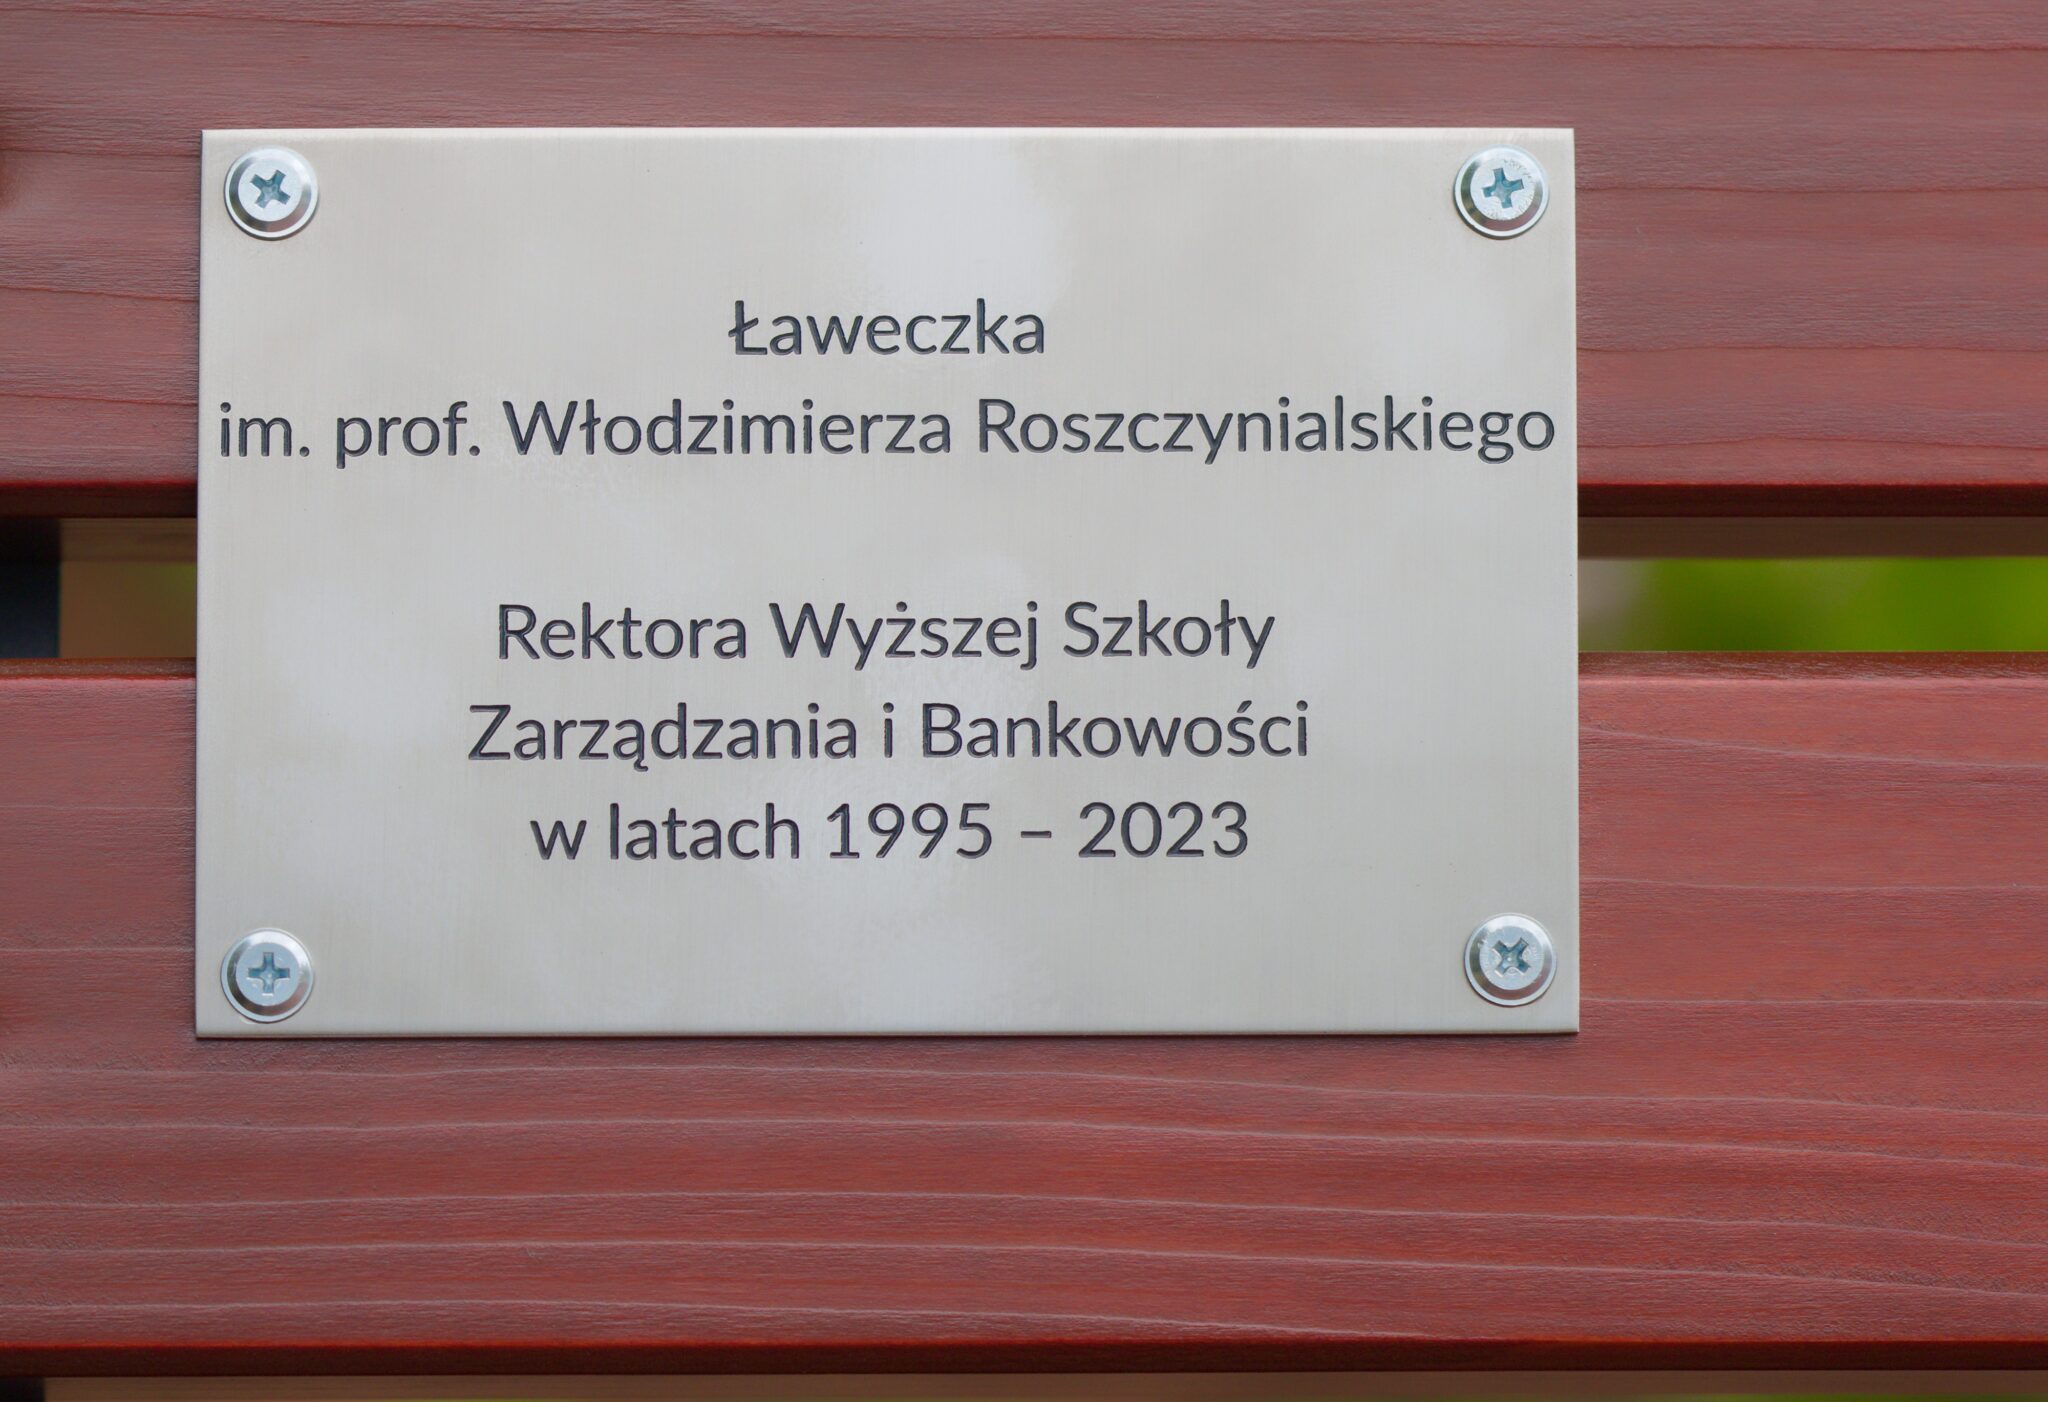 Ławeczka
im. prof. Włodzimierza Roszczynialskiego
Rektora Wyższej Szkoły
Zarządzania i Bankowości
w latach 1995 – 2023